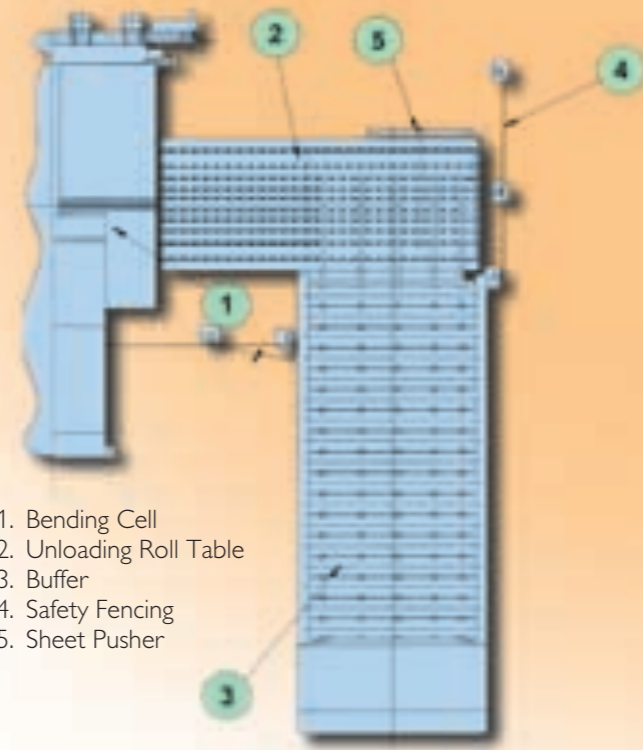 2
5
4
1
1. Bending Cell
2. Unloading Roll Table
3. Buffer
4. Safety Fencing
5. Sheet Pusher
3